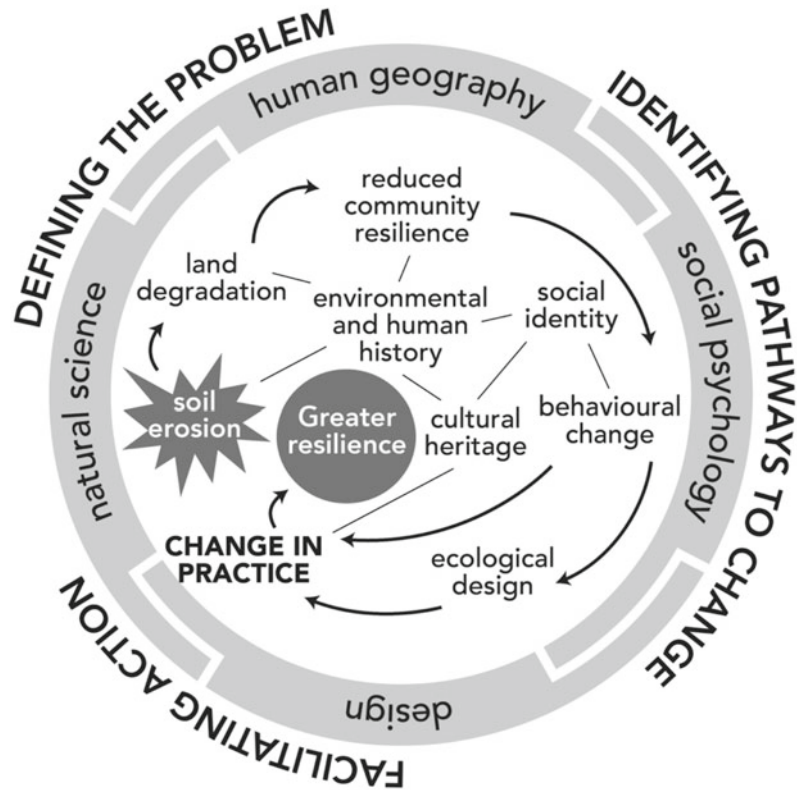 DEFINING THE PROBLEM
IDENTIFYING PATHWAYS TO CHANGE
FACILITATING ACTION
human geography
social psychology
design
natural science
reduced
community
resilience
land
degradation
environmental
and human
history
social
identity
soil
erosion
Greater
resilience
cultural
heritage
behavioural
change
CHANGE IN
PRACTICE
ecological
design